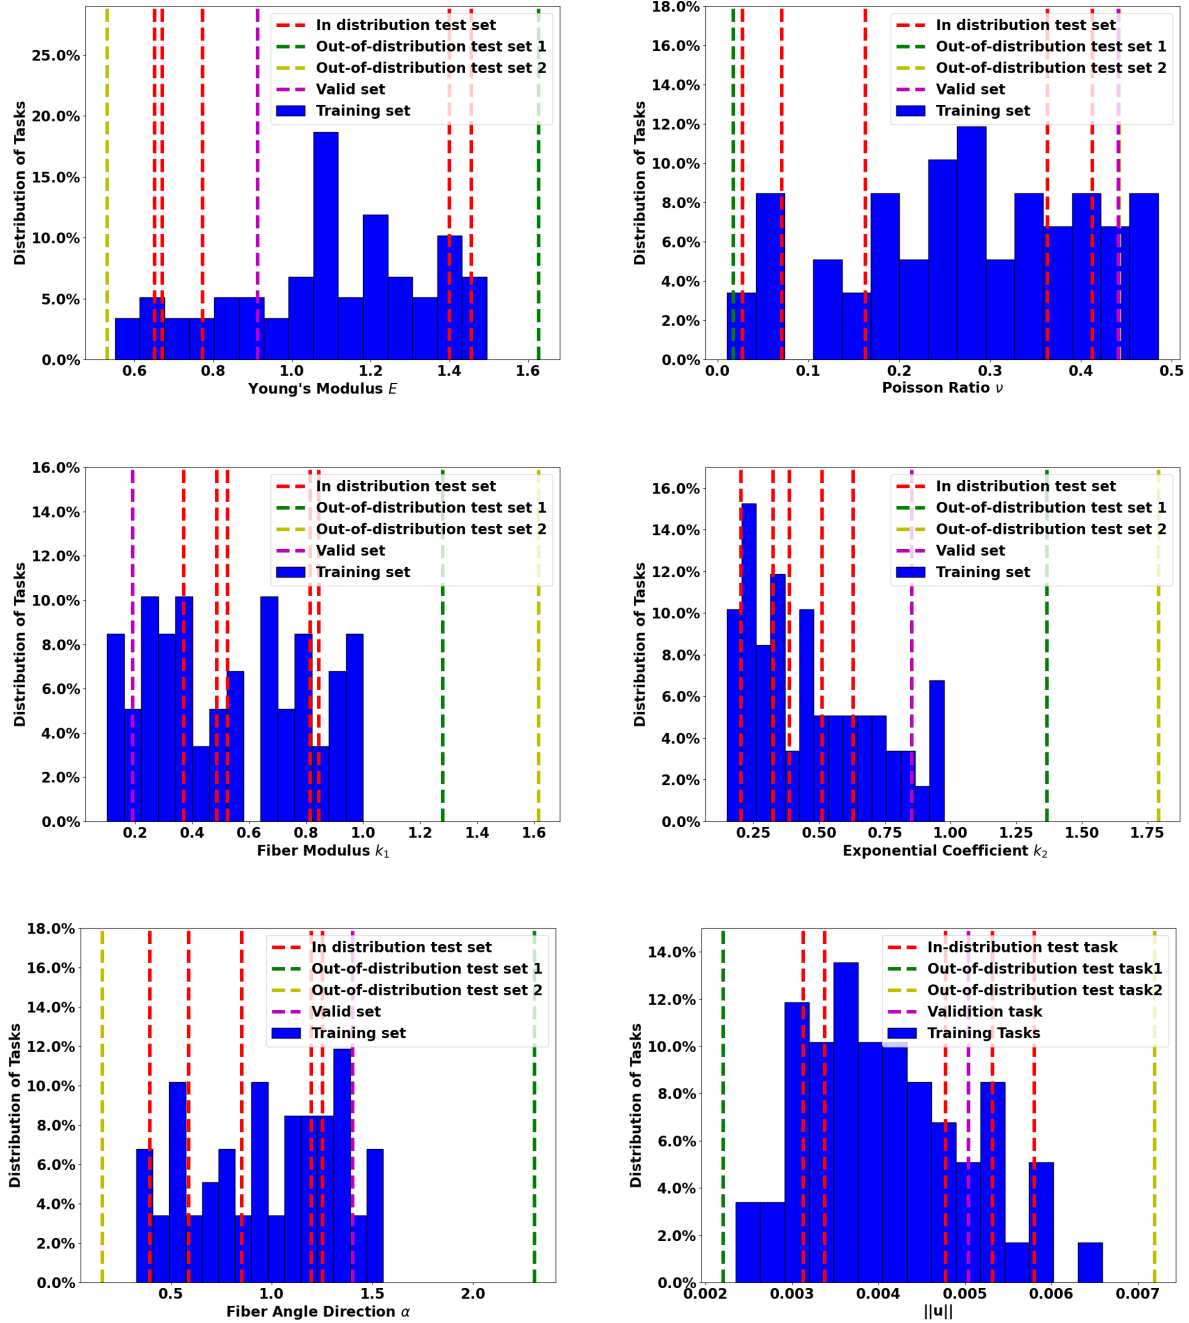 In distribution test set
Out-of-distribution test set 1
Out-of-distribution test set 2
Valid set
Training set
Distribution of Tasks
25.0%
20.0%
15.0%
10.0%
5.0%
0.0%
0.6 0.8 1.0 1.2 1.4 1.6
Young's Modulus E
In distribution test set
Out-of-distribution test set 1
Out-of-distribution test set 2
Valid set
Training set
Distribution of Tasks
18.0%
16.0%
14.0%
12.0%
10.0%
8.0%
6.0%
4.0%
2.0%
0.0%
0.0 0.1 0.2 0.3 0.4 0.5
Poisson Ratio ν
In distribution test set
Out-of-distribution test set 1
Out-of-distribution test set 2
Valid set
Training set
Distribution of Tasks
16.0%
14.0%
12.0%
10.0%
8.0%
6.0%
4.0%
2.0%
0.0%
0.2 0.4 0.6 0.8 1.0 1.2 1.4 1.6
Fiber Modulus k₁
In distribution test set
Out-of-distribution test set 1
Out-of-distribution test set 2
Valid set
Training set
Distribution of Tasks
16.0%
14.0%
12.0%
10.0%
8.0%
6.0%
4.0%
2.0%
0.0%
0.25 0.50 0.75 1.00 1.25 1.50 1.75
Exponential Coefficient k₂
In distribution test set
Out-of-distribution test set 1
Out-of-distribution test set 2
Valid set
Training set
Distribution of Tasks
18.0%
16.0%
14.0%
12.0%
10.0%
8.0%
6.0%
4.0%
2.0%
0.0%
0.5 1.0 1.5 2.0
Fiber Angle Direction α
In-distribution test task
Out-of-distribution test task1
Out-of-distribution test task2
Validition task
Training Tasks
Distribution of Tasks
14.0%
12.0%
10.0%
8.0%
6.0%
4.0%
2.0%
0.0%
0.002 0.003 0.004 0.005 0.006 0.007
||u||